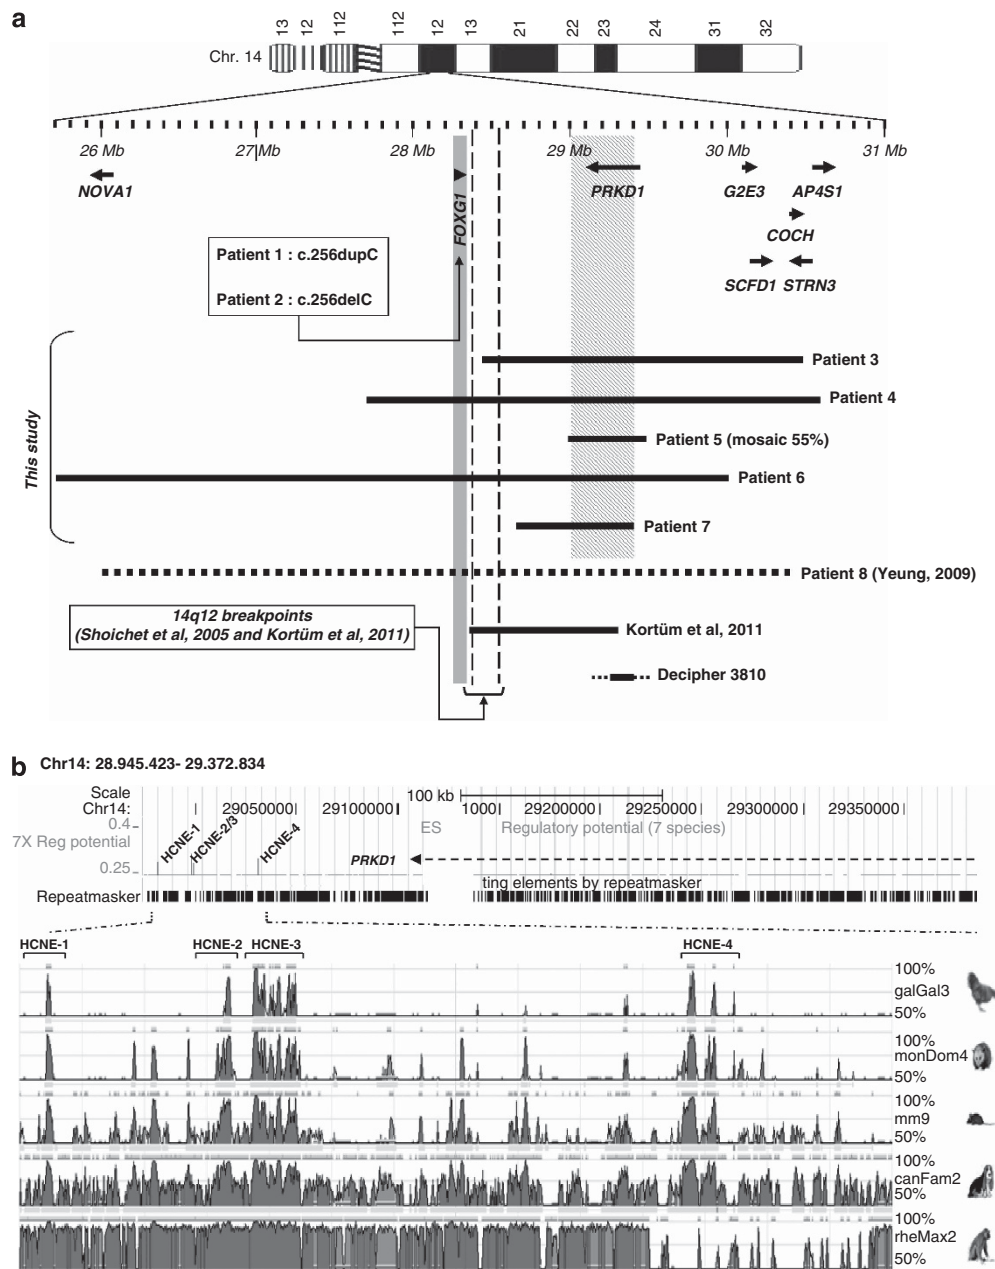 a
13 12 112 112 12 13 21 22 23 24 31 32
Chr. 14
26 Mb 27 Mb 28 Mb 29 Mb 30 Mb 31 Mb
NOVA1 FOXG1 PRKD1 G2E3 AP4S1
COCH
SCFD1 STRN3
Patient 1 : c.256dupC
Patient 2 : c.256delC
This study
Patient 3
Patient 4
Patient 5 (mosaic 55%)
Patient 6
Patient 7
Patient 8 (Yeung, 2009)
14q12 breakpoints
(Shoichet et al, 2005 and Kortüm et al, 2011)
Kortüm et al, 2011
Decipher 3810
b Chr14: 28.945.423- 29.372.834
Scale 100 kb
Chr14: 29050000 29100000 1000 29200000 29250000 29300000 29350000
0.4
7X Reg potential
0.25
HCNE-1 HCNE-2/3 HCNE-4
ES Regulatory potential (7 species)
PRKD1
ting elements by repeatmasker
Repeatmasker
HCNE-1 HCNE-2 HCNE-3 HCNE-4
100%
galGal3
50%
100%
monDom4
50%
100%
mm9
50%
100%
canFam2
50%
100%
rheMax2
50%